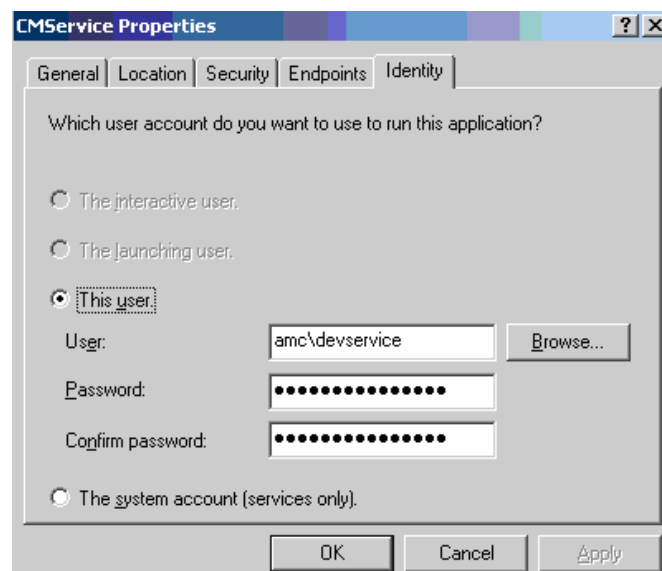 CMService Properties
General Location Security Endpoints Identity
Which user account do you want to use to run this application?
The interactive user.
The launching user.
This user.
User: amc\devservice Browse...
Password: ●●●●●●●●●●●●●●●
Confirm password: ●●●●●●●●●●●●●●●
The system account (services only).
OK Cancel Apply